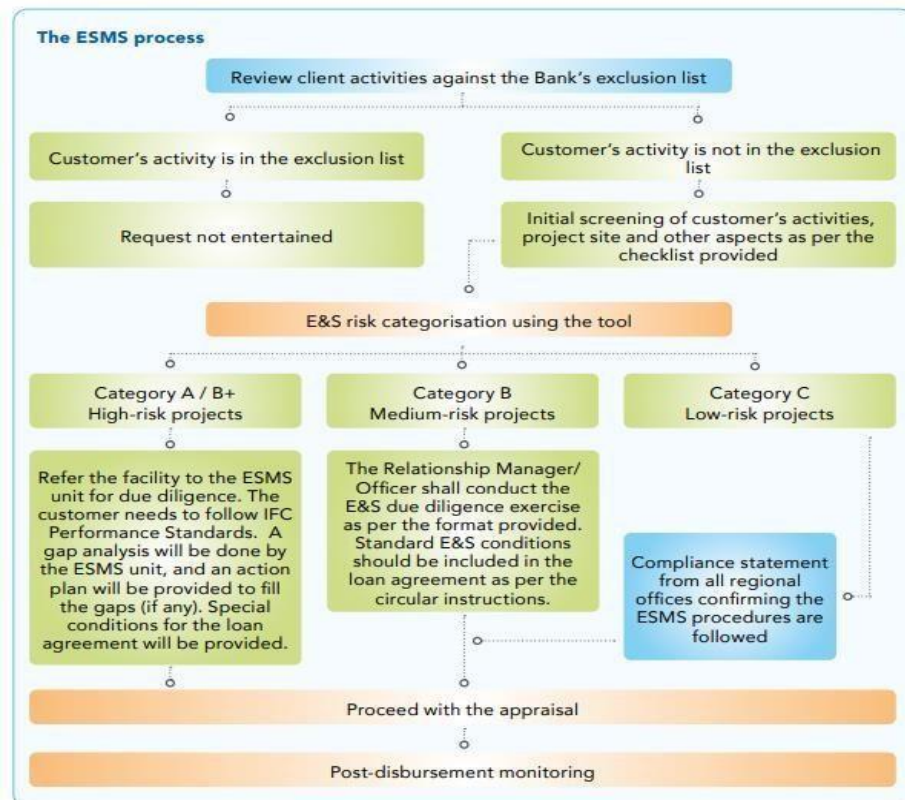 The ESMS process
Review client activities against the Bank's exclusion list
Customer's activity is in the exclusion list
Customer's activity is not in the exclusion
list
Request not entertained
Initial screening of customer's activities,
project site and other aspects as per the
checklist provided
E&S risk categorisation using the tool
Category A / B+
High-risk projects
Category B
Medium-risk projects
Category C
Low-risk projects
Refer the facility to the ESMS
unit for due diligence. The
customer needs to follow IFC
Performance Standards. A
gap analysis will be done by
the ESMS unit, and an action
plan will be provided to fill
the gaps (if any). Special
conditions for the loan
agreement will be provided.
The Relationship Manager/
Officer shall conduct the
E&S due diligence exercise
as per the format provided.
Standard E&S conditions
should be included in the
loan agreement as per the
circular instructions.
Compliance statement
from all regional
offices confirming the
ESMS procedures are
followed
Proceed with the appraisal
Post-disbursement monitoring